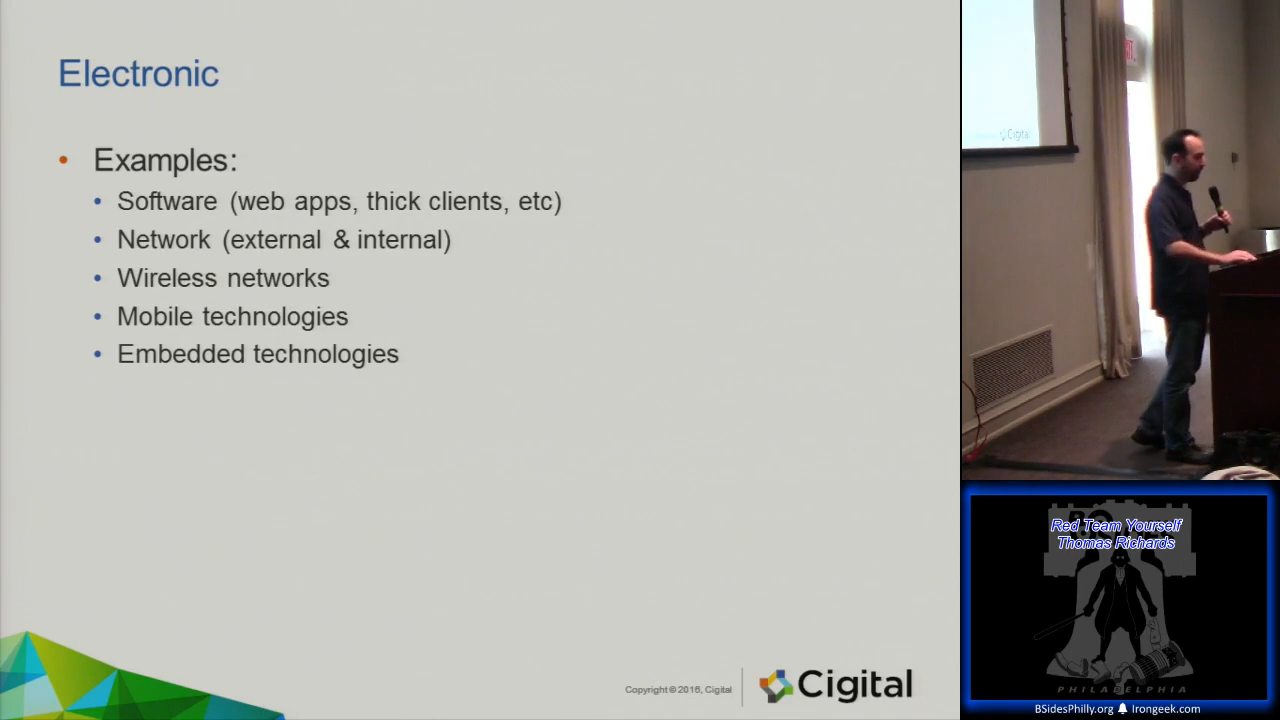 Electronic
• Examples:
• Software (web apps, thick clients, etc)
• Network (external & internal)
• Wireless networks
• Mobile technologies
• Embedded technologies
Copyright © 2016, Cigital
Cigital
Cigital
Red Team Yourself
Thomas Richards
PHILADELPHIA
BSidesPhilly.org Irongeek.com